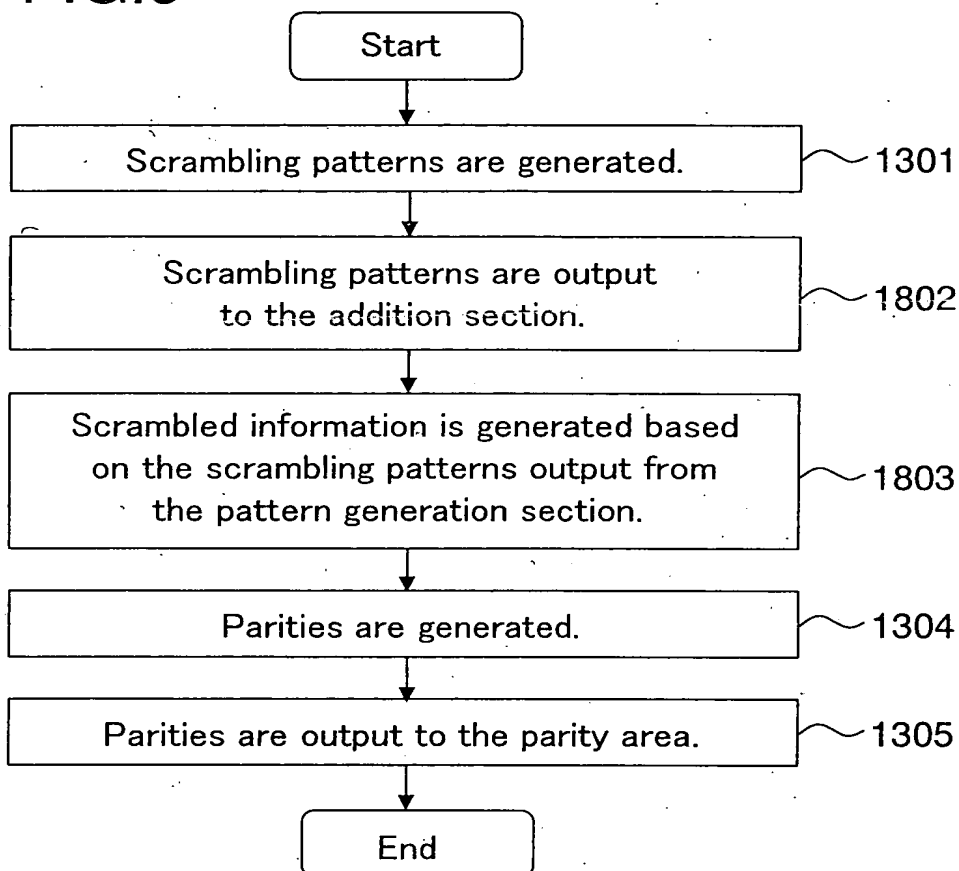 Start
Scrambling patterns are generated.
1301
Scrambling patterns are output
to the addition section.
1802
Scrambled information is generated based
on the scrambling patterns output from
the pattern generation section.
1803
Parities are generated.
1304
Parities are output to the parity area.
1305
End